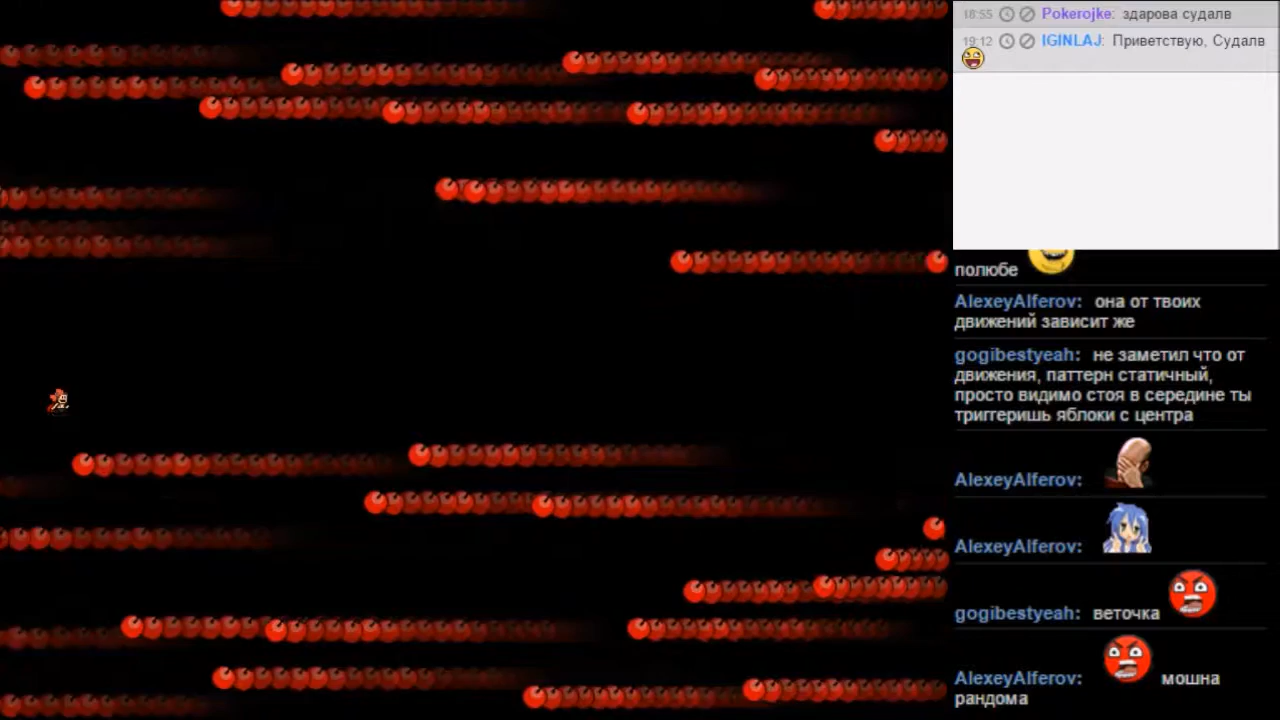 18:55 Pokerojke: здарова судалв
19:12 IGINLAJ: Приветствую, Судалв
полюбе
AlexeyAlferov: она от твоих
движений зависит же
gogibestyeah: не заметил что от
движения, паттерн статичный,
просто видимо стоя в середине ты
триггеришь яблоки с центра
AlexeyAlferov:
AlexeyAlferov:
gogibestyeah: веточка
AlexeyAlferov: мошна
рандома